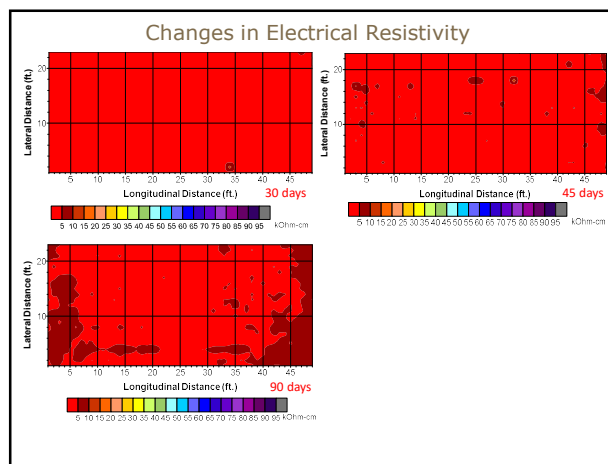 Changes in Electrical Resistivity
Lateral Distance (ft.)
20
10
5 10 15 20 25 30 35 40 45
Longitudinal Distance (ft.)
30 days
5 10 15 20 25 30 35 40 45 50 55 60 65 70 75 80 85 90 95
kOhm-cm
Lateral Distance (ft.)
20
10
5 10 15 20 25 30 35 40 45
Longitudinal Distance (ft.)
45 days
5 10 15 20 25 30 35 40 45 50 55 60 65 70 75 80 85 90 95
kOhm-cm
Lateral Distance (ft.)
20
10
5 10 15 20 25 30 35 40 45
Longitudinal Distance (ft.)
90 days
5 10 15 20 25 30 35 40 45 50 55 60 65 70 75 80 85 90 95
kOhm-cm